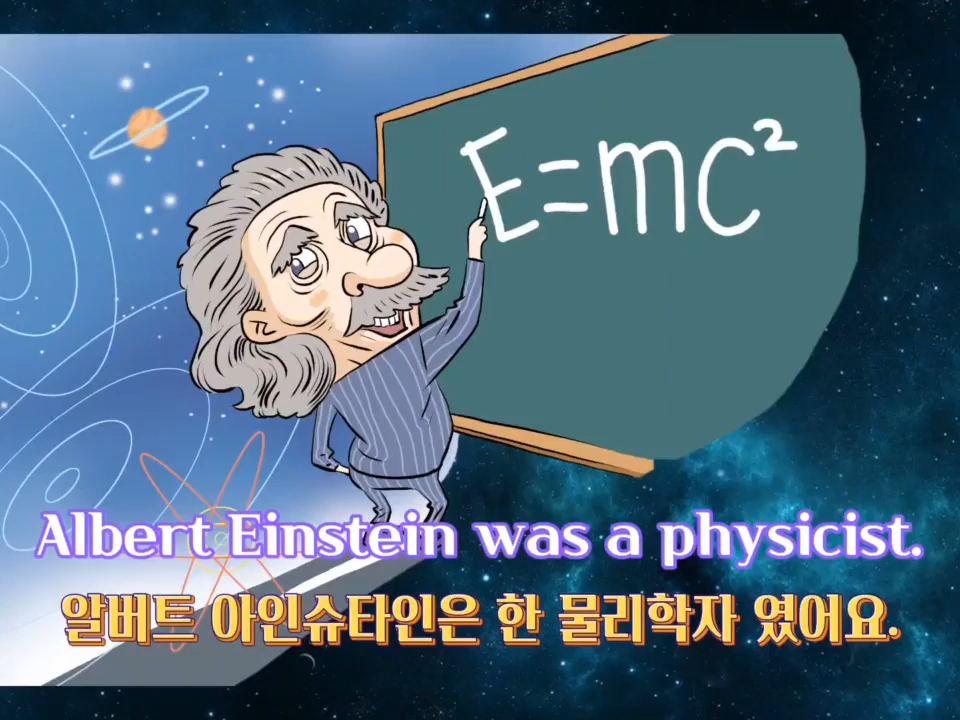 E=mc²
Albert Einstein was a physicist.
알버트 아인슈타인은 한 물리학자 였어요.